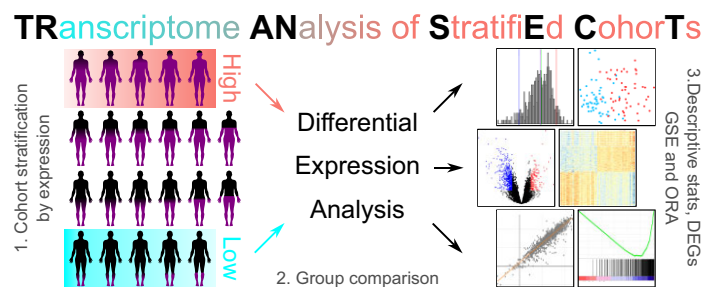 TRanscriptome ANalysis of StratifiEd CohorTs
1. Cohort stratification
by expression
High
Low
Differential
Expression
Analysis
2. Group comparison
3.Descriptive stats, DEGs
GSE and ORA